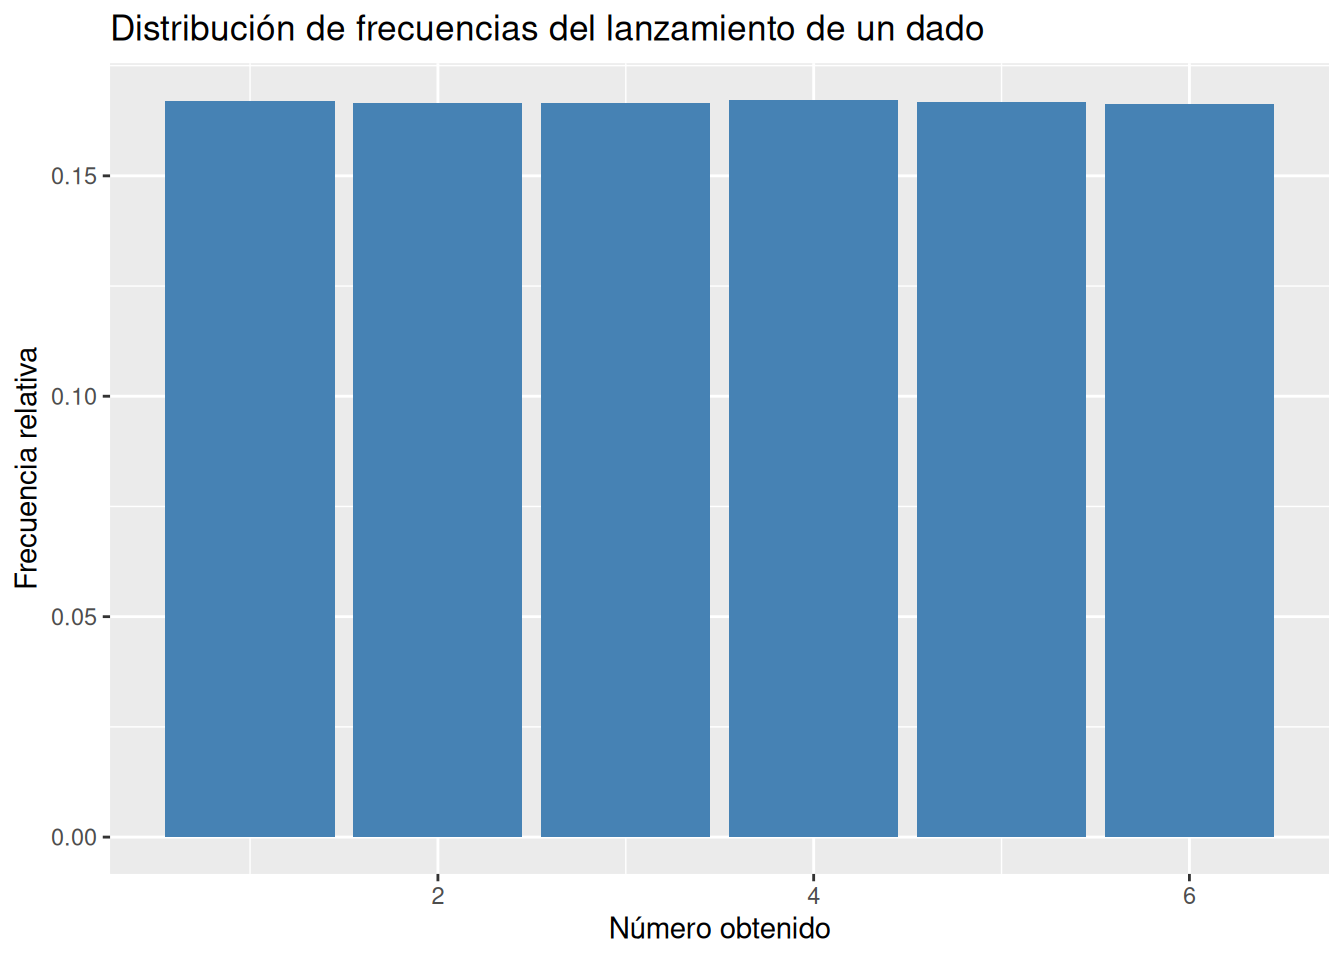 Distribución de frecuencias del lanzamiento de un dado
0.15
0.10
0.05
0.00
Frecuencia relativa
2 4 6
Número obtenido